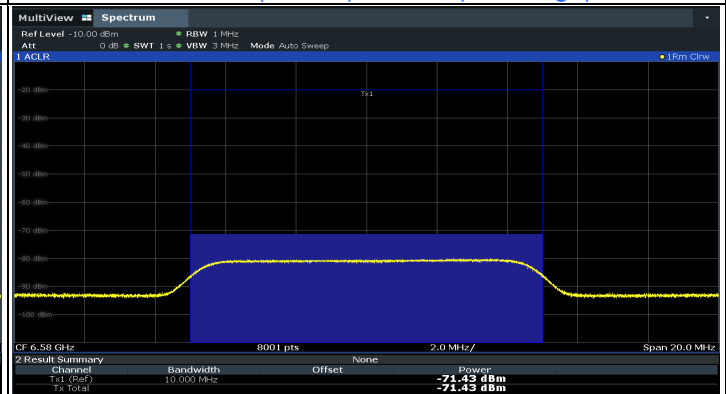 MultiView Spectrum
Ref Level -10.00 dBm RBW 1 MHz
Att 0 dB SWT 1 s VBW 3 MHz Mode Auto Sweep
1 ACLR 1Rm Clrw
Tx1
-20 dBm
-30 dBm
-40 dBm
-50 dBm
-60 dBm
-70 dBm
-80 dBm
-90 dBm
-100 dBm
CF 6.58 GHz 8001 pts 2.0 MHz/ Span 20.0 MHz
2 Result Summary None
Channel Bandwidth Offset Power
Tx1 (Ref) 10.000 MHz -71.43 dBm
Tx Total -71.43 dBm